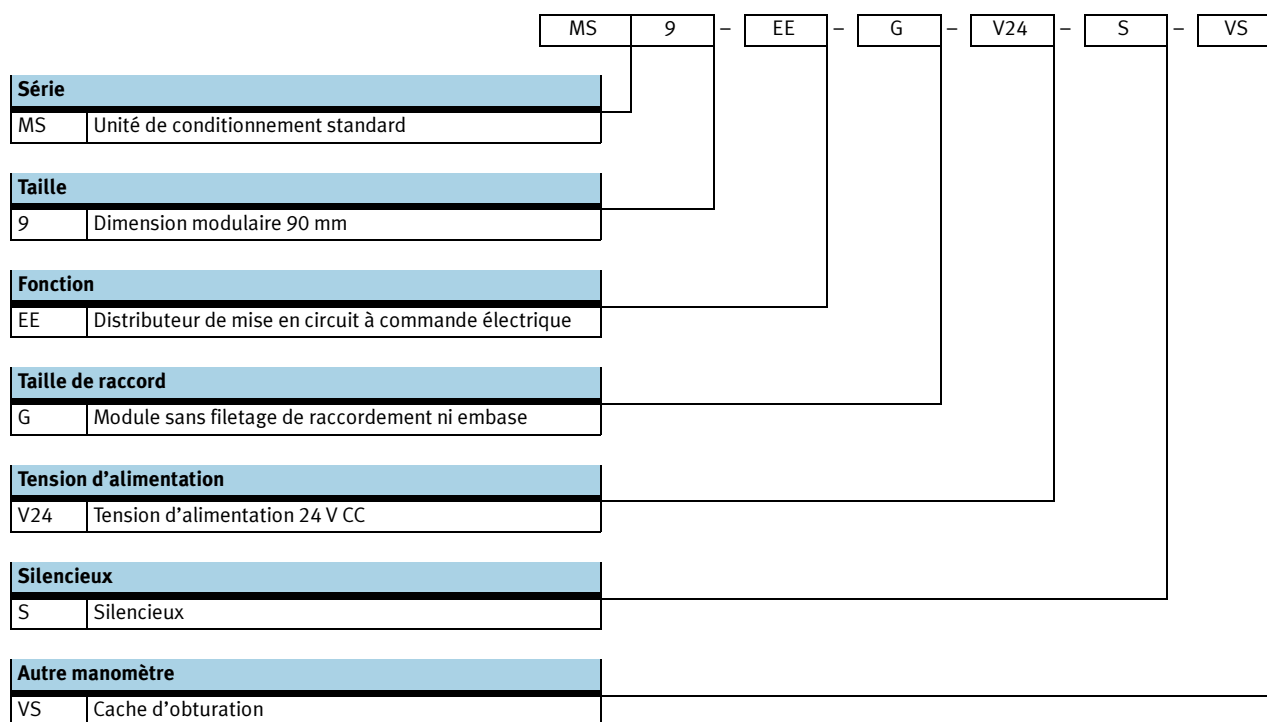 MS 9 – EE – G – V24 – S – VS
Série
MS Unité de conditionnement standard
Taille
9 Dimension modulaire 90 mm
Fonction
EE Distributeur de mise en circuit à commande électrique
Taille de raccord
G Module sans filetage de raccordement ni embase
Tension d’alimentation
V24 Tension d’alimentation 24 V CC
Silencieux
S Silencieux
Autre manomètre
VS Cache d'obturation